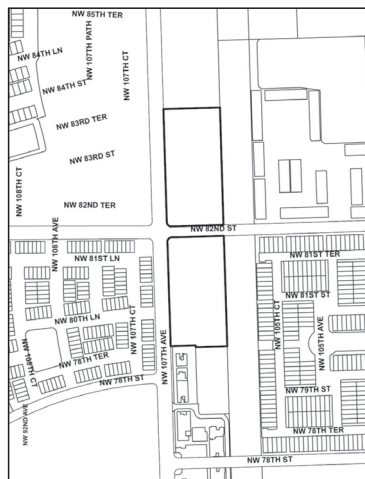 NW 85TH TER
NW 84TH LN
NW 107TH PATH
NW 107TH CT
NW 84TH ST
NW 83RD TER
NW 83RD ST
NW 108TH CT
NW 82ND TER
NW 82ND ST
NW 108TH AVE
NW 81ST LN
NW 81ST TER
NW 81ST ST
NW 80TH LN
NW 107TH CT
NW 105TH CT
NW 105TH AVE
NW 108TH CT
NW 78TH TER
NW 107TH AVE
NW 78TH ST
NW 79TH ST
NW 92ND AVE
NW 78TH TER
NW 78TH ST